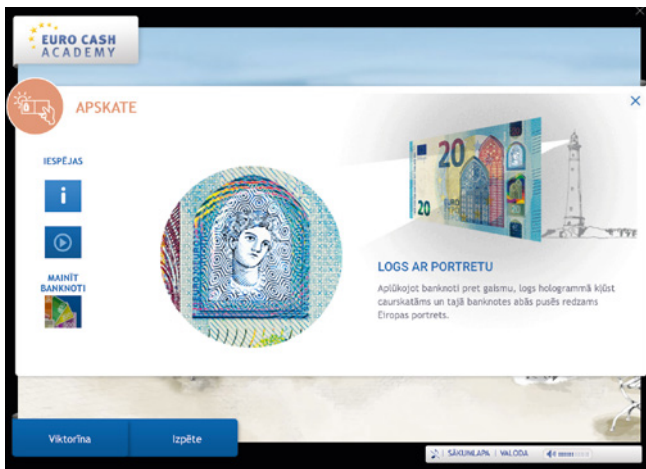 EURO CASH
ACADEMY
APSKATE
IESPĒJAS
i
MAINĪT
BANKNOTI
20
EURO
20
LOGS AR PORTRETU
Aplūkojot banknoti pret gaismu, logs hologrammā kļūst
caurskatāms un tajā banknotes abās pusēs redzams
Eiropas portrets.
Viktorīna
Izpēte
SĀKUMLAPA | VALODA